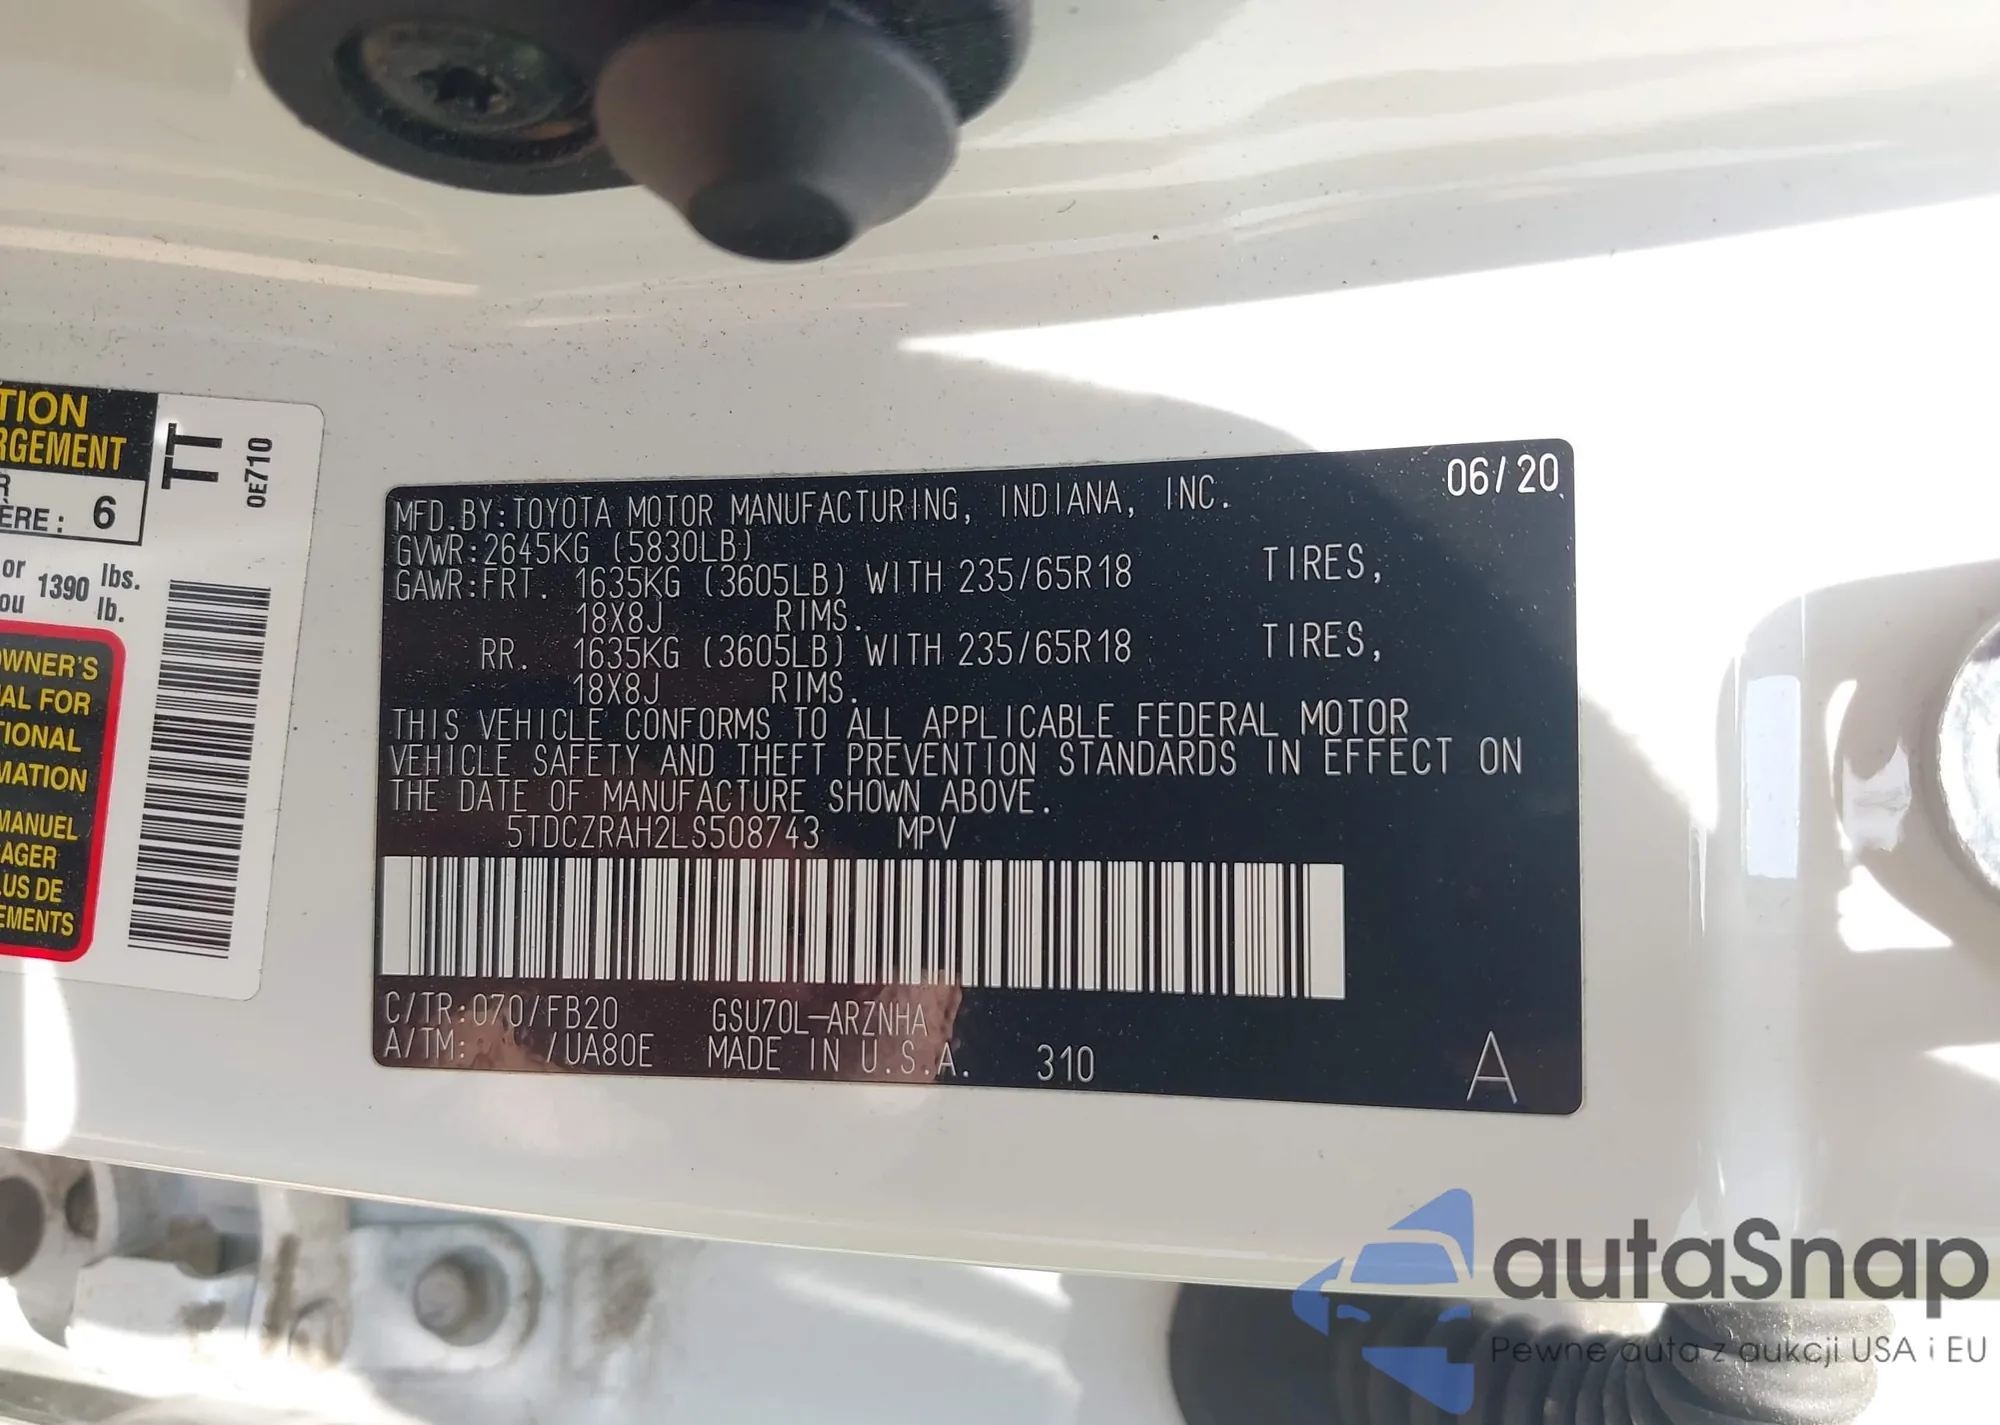 TION
RGEMENT
R
ÈRE: 6
or
ou
1390 lbs.
lb.
OWNER'S
AL FOR
TIONAL
MATION
MANUEL
AGER
LUS DE
EMENTS
TT
0E710
06/20
MFD.BY:TOYOTA MOTOR MANUFACTURING, INDIANA, INC.
GVWR:2645KG (5830LB)
GAWR:FRT. 1635KG (3605LB) WITH 235/65R18 TIRES,
18X8J RIMS.
RR. 1635KG (3605LB) WITH 235/65R18 TIRES,
18X8J RIMS.
THIS VEHICLE CONFORMS TO ALL APPLICABLE FEDERAL MOTOR
VEHICLE SAFETY AND THEFT PREVENTION STANDARDS IN EFFECT ON
THE DATE OF MANUFACTURE SHOWN ABOVE.
5TDCZRAH2LS508743 MPV
C/TR:070/FB20 GSU70L-ARZNHA
A/TM: /UA80E MADE IN U.S.A. 310
A
autaSnap
Pewne auta z aukcji USA i EU